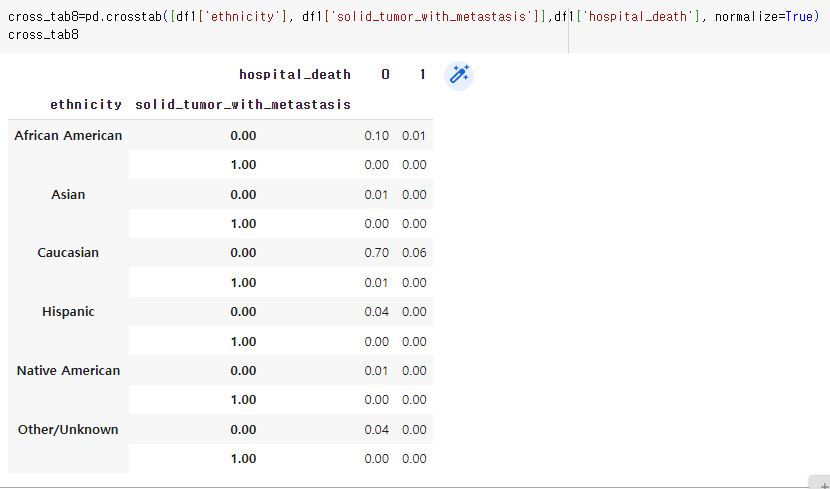 cross_tab8=pd.crosstab([df1['ethnicity'], df1['solid_tumor_with_metastasis']],df1['hospital_death'], normalize=True)
cross_tab8
hospital_death 0 1
ethnicity solid_tumor_with_metastasis
African American 0.00 0.10 0.01
1.00 0.00 0.00
Asian 0.00 0.01 0.00
1.00 0.00 0.00
Caucasian 0.00 0.70 0.06
1.00 0.01 0.00
Hispanic 0.00 0.04 0.00
1.00 0.00 0.00
Native American 0.00 0.01 0.00
1.00 0.00 0.00
Other/Unknown 0.00 0.04 0.00
1.00 0.00 0.00